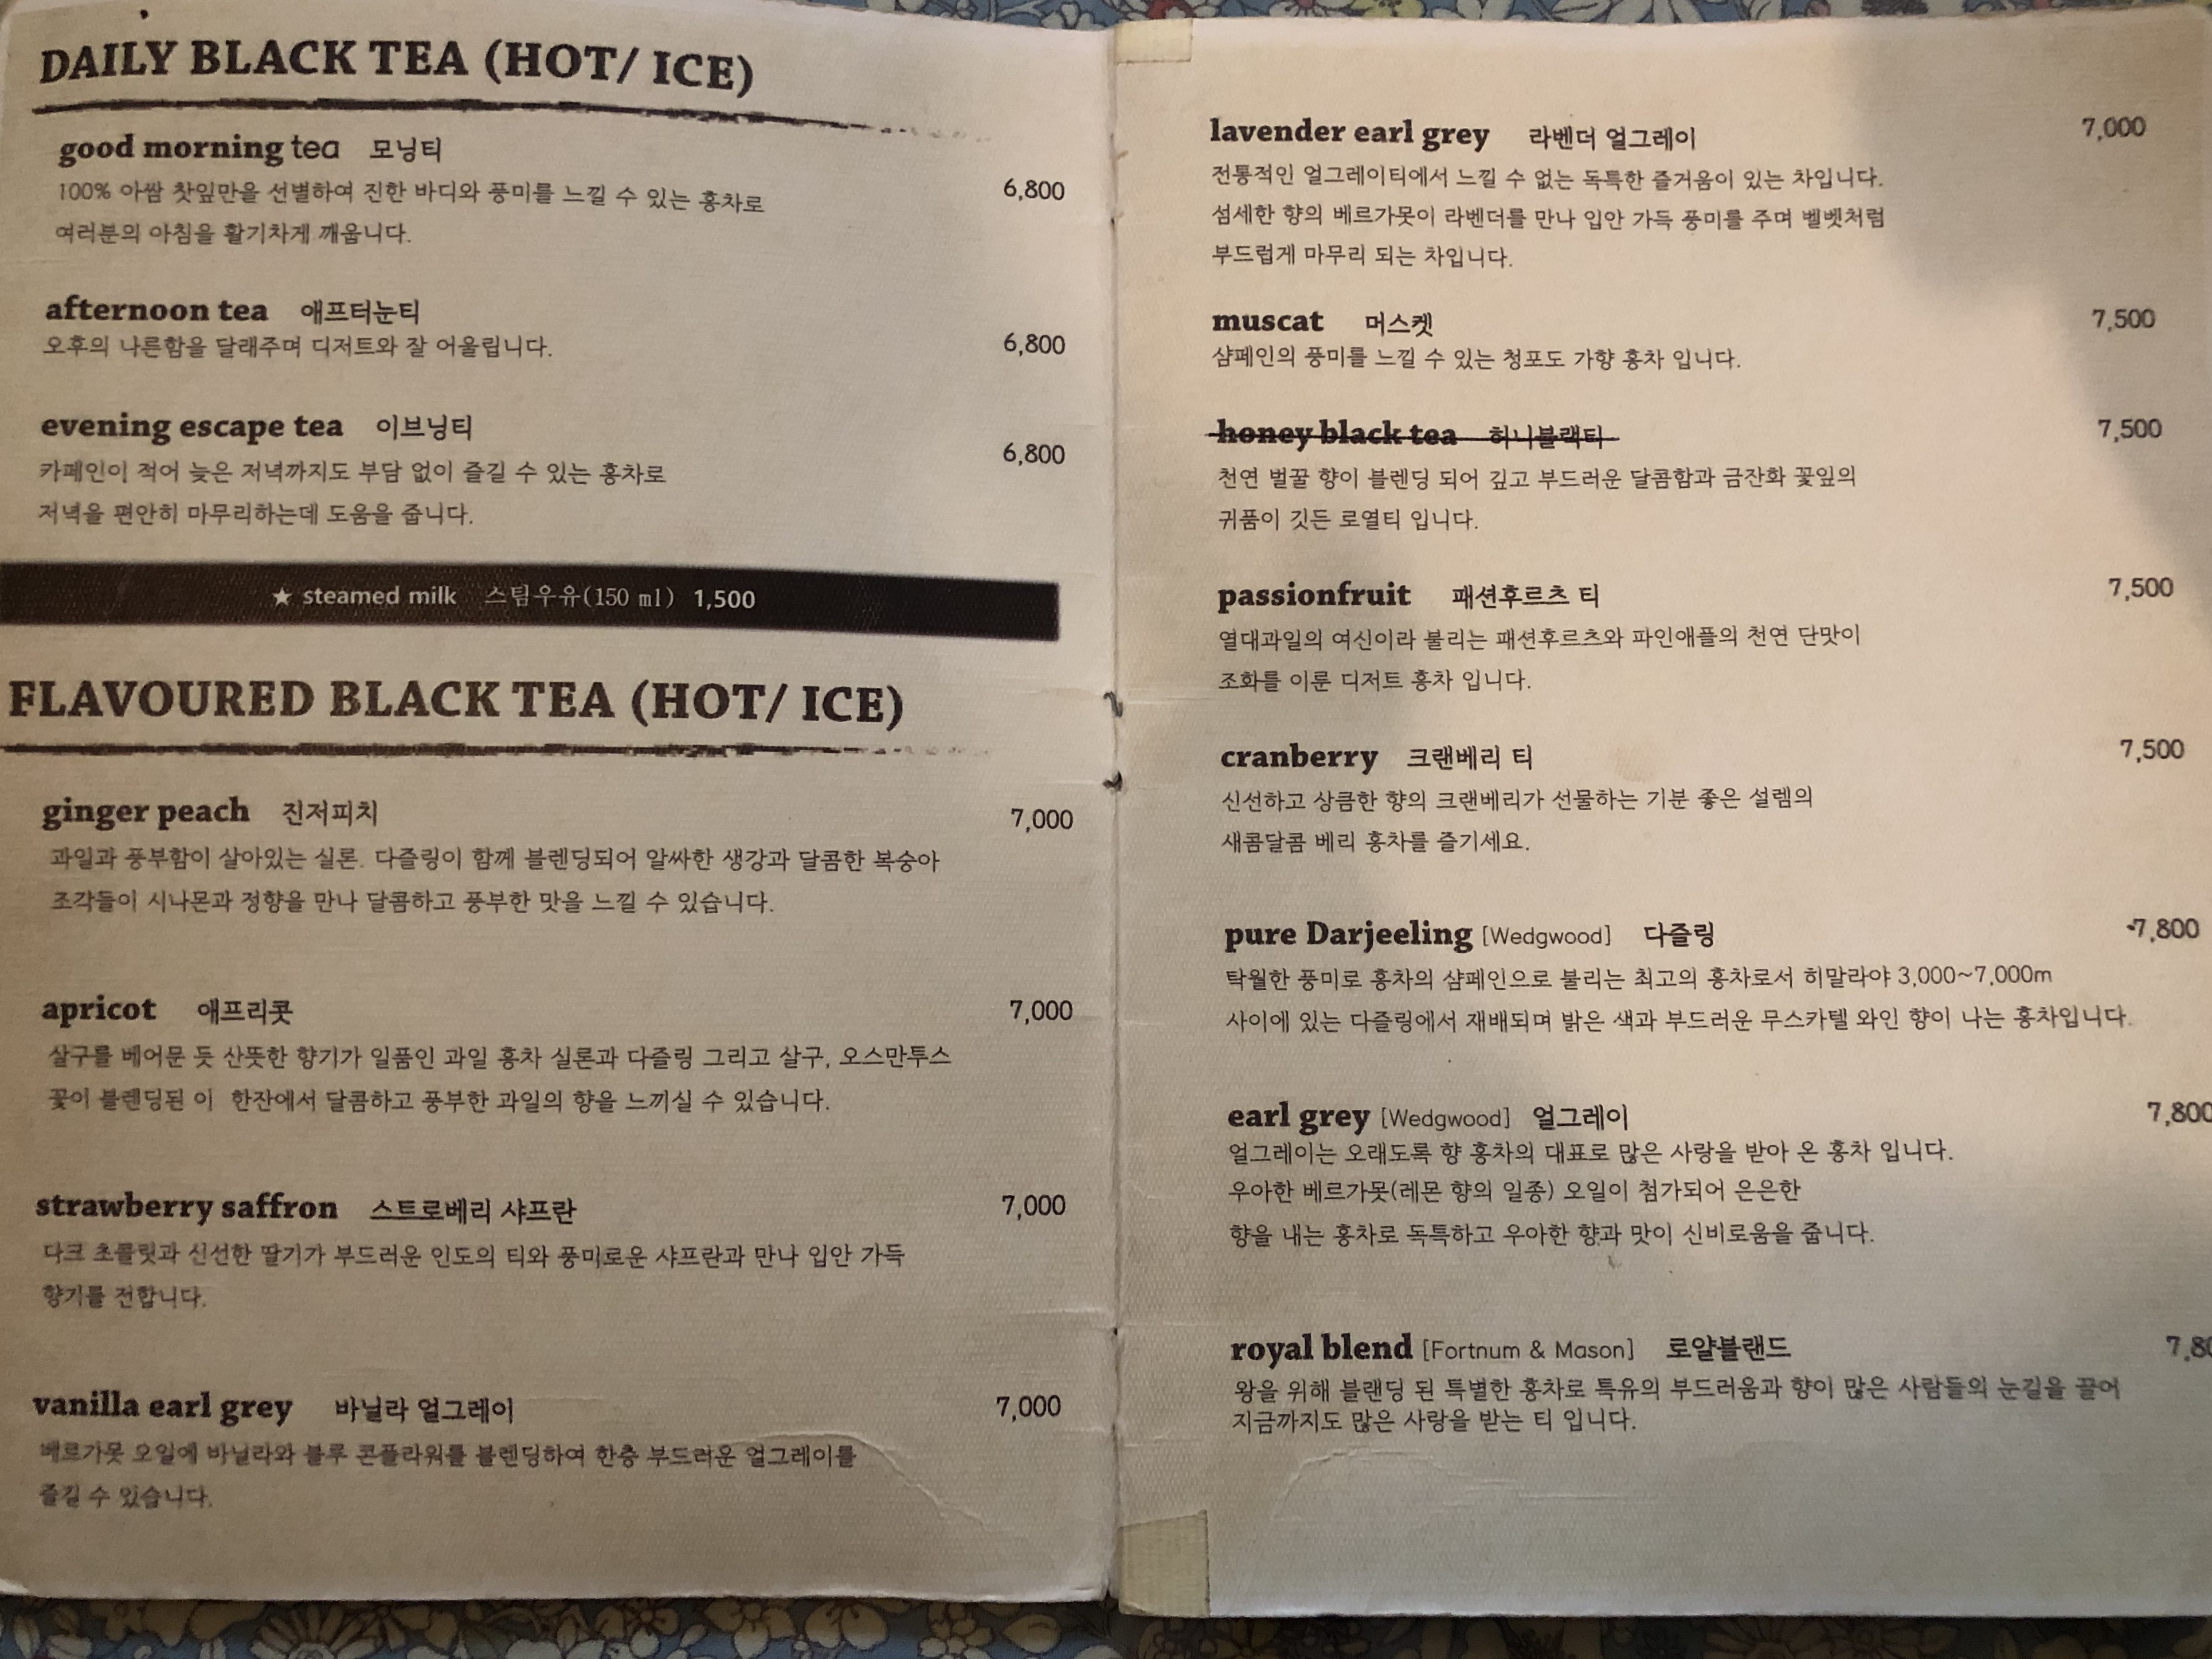 DAILY BLACK TEA (HOT/ ICE)
good morning tea 모닝티
100% 아쌈 찻잎만을 선별하여 진한 바디와 풍미를 느낄 수 있는 홍차로 6,800
여러분의 아침을 활기차게 깨웁니다.
afternoon tea 애프터눈티
오후의 나른함을 달래주며 디저트와 잘 어울립니다. 6,800
evening escape tea 이브닝티
6,800
카페인이 적어 늦은 저녁까지도 부담 없이 즐길 수 있는 홍차로
저녁을 편안히 마무리하는데 도움을 줍니다.
★ steamed milk 스팀우유(150 ml) 1,500
FLAVOURED BLACK TEA (HOT/ ICE)
ginger peach 진저피치 7,000
과일과 풍부함이 살아있는 실론. 다즐링이 함께 블렌딩되어 알싸한 생강과 달콤한 복숭아
조각들이 시나몬과 정향을 만나 달콤하고 풍부한 맛을 느낄 수 있습니다.
apricot 애프리콧 7,000
살구를 베어문 듯 산뜻한 향기가 일품인 과일 홍차 실론과 다즐링 그리고 살구, 오스만투스
꽃이 블렌딩된 이 한잔에서 달콤하고 풍부한 과일의 향을 느끼실 수 있습니다.
strawberry saffron 스트로베리 샤프란 7,000
다크 초콜릿과 신선한 딸기가 부드러운 인도의 티와 풍미로운 샤프란과 만나 입안 가득
향기를 전합니다.
vanilla earl grey 바닐라 얼그레이 7,000
베르가못 오일에 바닐라와 블루 콘플라워를 블렌딩하여 한층 부드러운 얼그레이를
즐길 수 있습니다.
lavender earl grey 라벤더 얼그레이 7,000
전통적인 얼그레이티에서 느낄 수 없는 독특한 즐거움이 있는 차입니다.
섬세한 향의 베르가못이 라벤더를 만나 입안 가득 풍미를 주며 벨벳처럼
부드럽게 마무리 되는 차입니다.
muscat 머스켓 7,500
샴페인의 풍미를 느낄 수 있는 청포도 가향 홍차 입니다.
honey black tea 허니블랙티 7,500
천연 벌꿀 향이 블렌딩 되어 깊고 부드러운 달콤함과 금잔화 꽃잎의
귀품이 깃든 로열티 입니다.
passionfruit 패션후르츠 티 7,500
열대과일의 여신이라 불리는 패션후르츠와 파인애플의 천연 단맛이
조화를 이룬 디저트 홍차 입니다.
cranberry 크랜베리 티 7,500
신선하고 상큼한 향의 크랜베리가 선물하는 기분 좋은 설렘의
새콤달콤 베리 홍차를 즐기세요.
pure Darjeeling [Wedgwood] 다즐링 7,800
탁월한 풍미로 홍차의 샴페인으로 불리는 최고의 홍차로서 히말라야 3,000~7,000m
사이에 있는 다즐링에서 재배되며 밝은 색과 부드러운 무스카텔 와인 향이 나는 홍차입니다.
earl grey [Wedgwood] 얼그레이 7,800
얼그레이는 오래도록 향 홍차의 대표로 많은 사랑을 받아 온 홍차 입니다.
우아한 베르가못(레몬 향의 일종) 오일이 첨가되어 은은한
향을 내는 홍차로 독특하고 우아한 향과 맛이 신비로움을 줍니다.
royal blend [Fortnum & Mason] 로얄블랜드
왕을 위해 블랜딩 된 특별한 홍차로 특유의 부드러움과 향이 많은 사람들의 눈길을 끌어
지금까지도 많은 사랑을 받는 티 입니다.